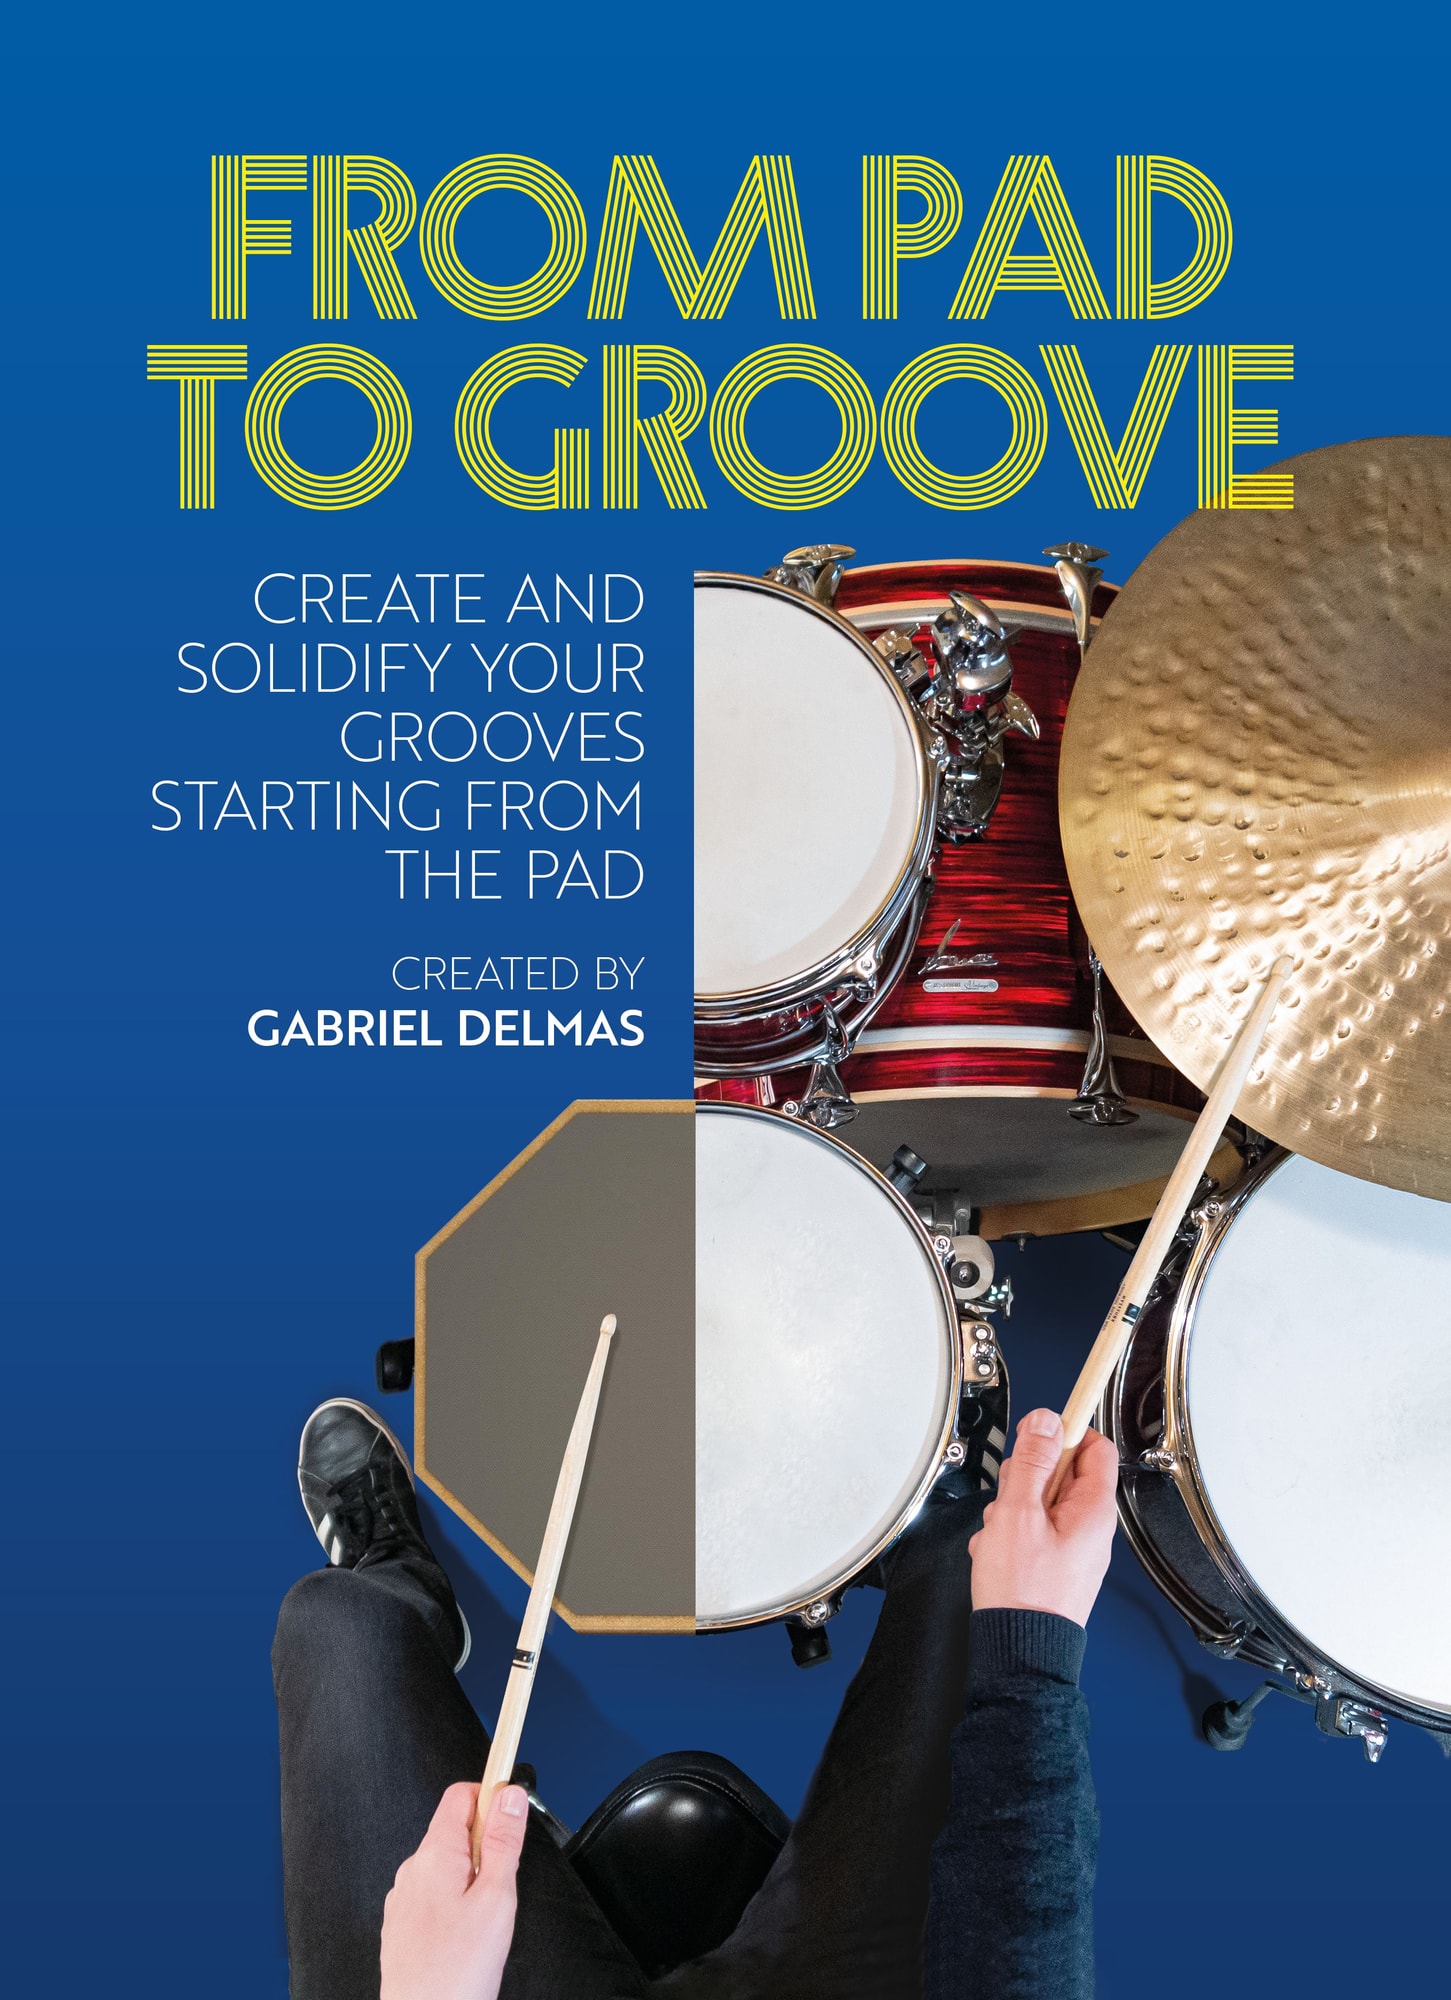 FROM PAD
TO GROOVE
CREATE AND
SOLIDIFY YOUR
GROOVES
STARTING FROM
THE PAD
CREATED BY
GABRIEL DELMAS